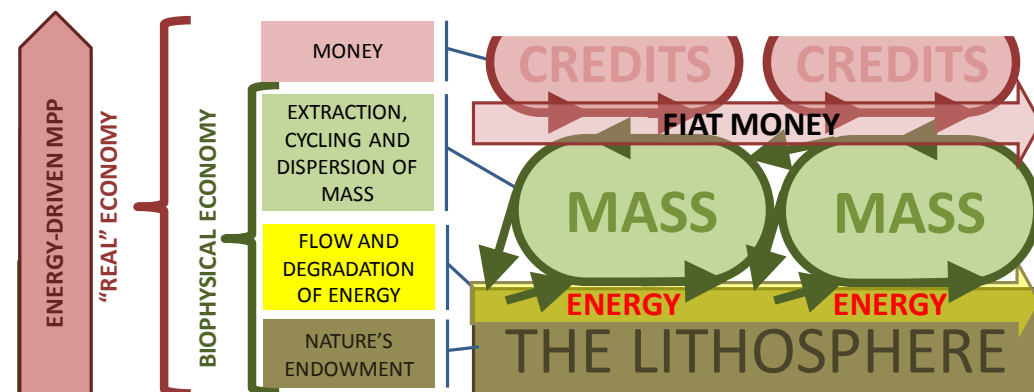 ENERGY-DRIVEN MPP
“REAL” ECONOMY
BIOPHYSICAL ECONOMY
MONEY
EXTRACTION,
CYCLING AND
DISPERSION OF
MASS
FLOW AND
DEGRADATION
OF ENERGY
NATURE’S
ENDOWMENT
CREDITS
CREDITS
FIAT MONEY
MASS
MASS
ENERGY
ENERGY
THE LITHOSPHERE